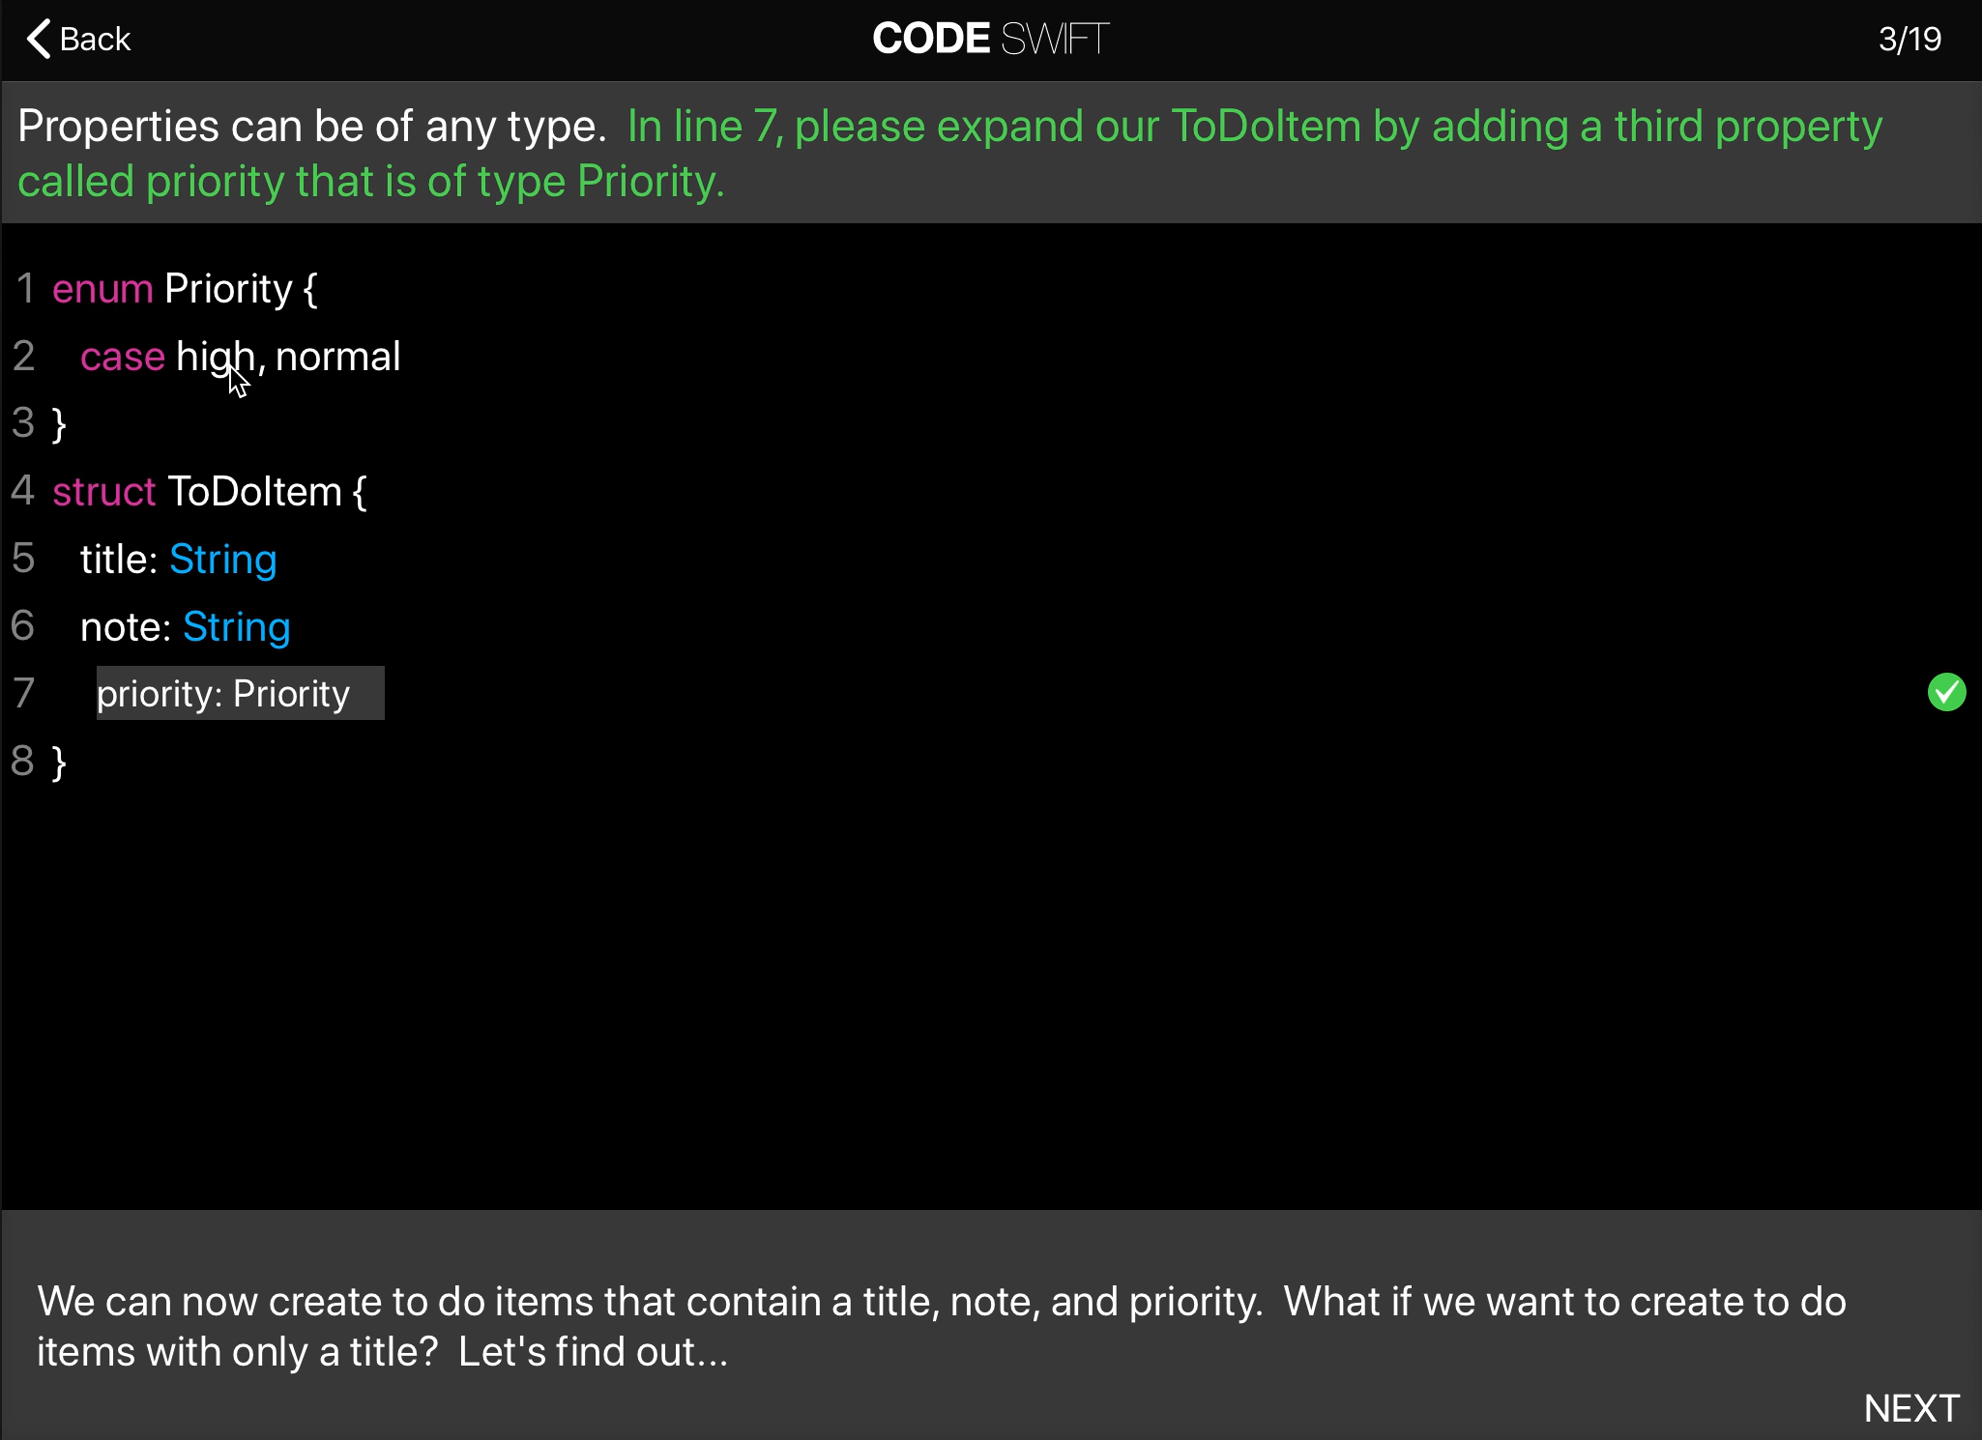 Back
CODE SWIFT
3/19
Properties can be of any type.  In line 7, please expand our ToDoItem by adding a third property
called priority that is of type Priority.
1 enum Priority {
2 case high, normal
3 }
4 struct ToDoItem {
5 title: String
6 note: String
7 priority: Priority
8 }
We can now create to do items that contain a title, note, and priority.  What if we want to create to do
items with only a title?  Let's find out...
NEXT